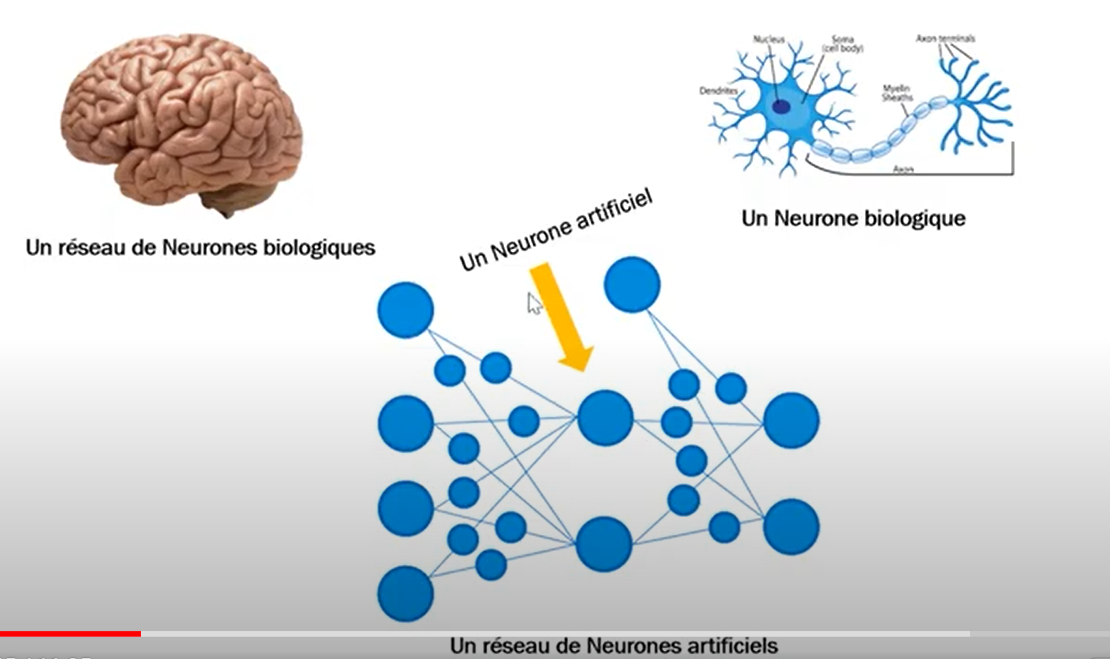 Nucleus
Soma
(cell body)
Axon terminals
Dendrites
Myelin
Sheaths
Axon
Un Neurone biologique
Un réseau de Neurones biologiques
Un Neurone artificiel
Un réseau de Neurones artificiels